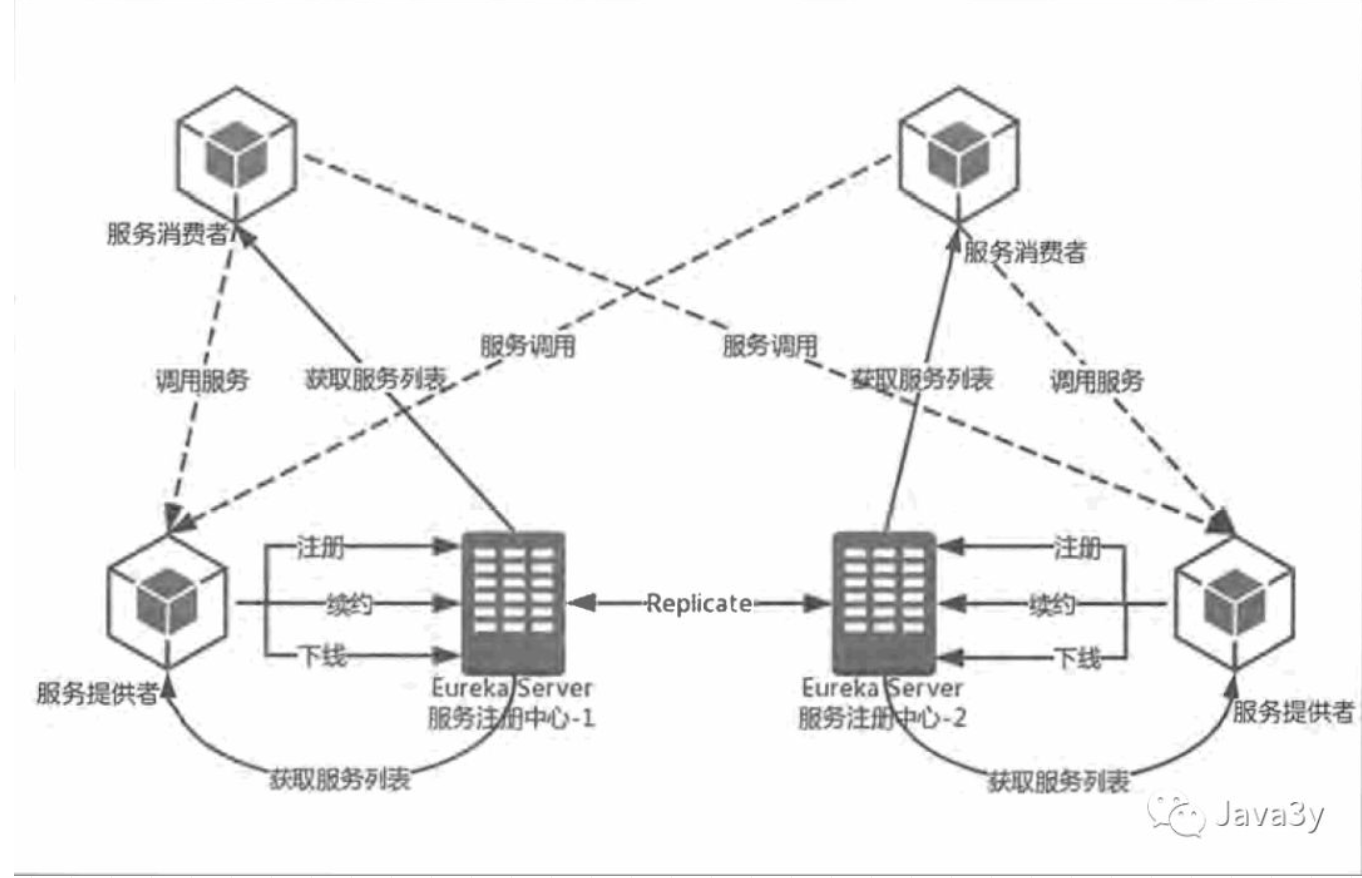 服务消费者
服务消费者
服务调用
服务调用
调用服务
获取服务列表
获取服务列表
调用服务
注册
注册
续约
Replicate
续约
下线
下线
服务提供者
Eureka Server
服务注册中心-1
Eureka Server
服务注册中心-2
服务提供者
获取服务列表
获取服务列表
Java3y